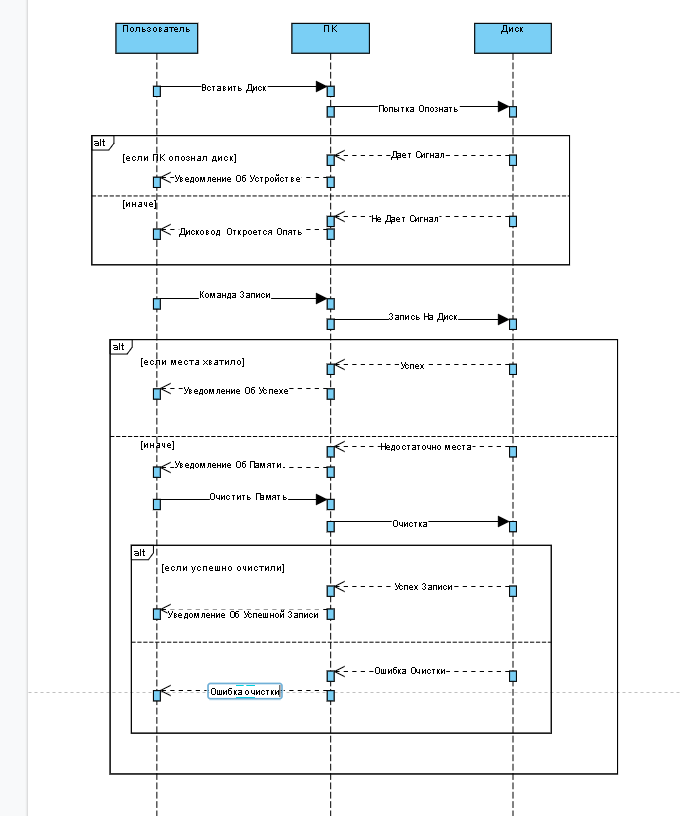 Пользователь
ПК
Диск
Вставить Диск
Попытка Опознать
alt
[если ПК опознал диск]
Дает Сигнал
Уведомление Об Устройстве
[иначе]
Не Дает Сигнал
Дисковод Откроется Опять
Команда Записи
Запись На Диск
alt
[если места хватило]
Успех
Уведомление Об Успехе
[иначе]
Недостаточно места
Уведомление Об Памяти
Очистить Память
Очистка
alt
[если успешно очистили]
Успех Записи
Уведомление Об Успешной Записи
Ошибка Очистки
Ошибка очистки